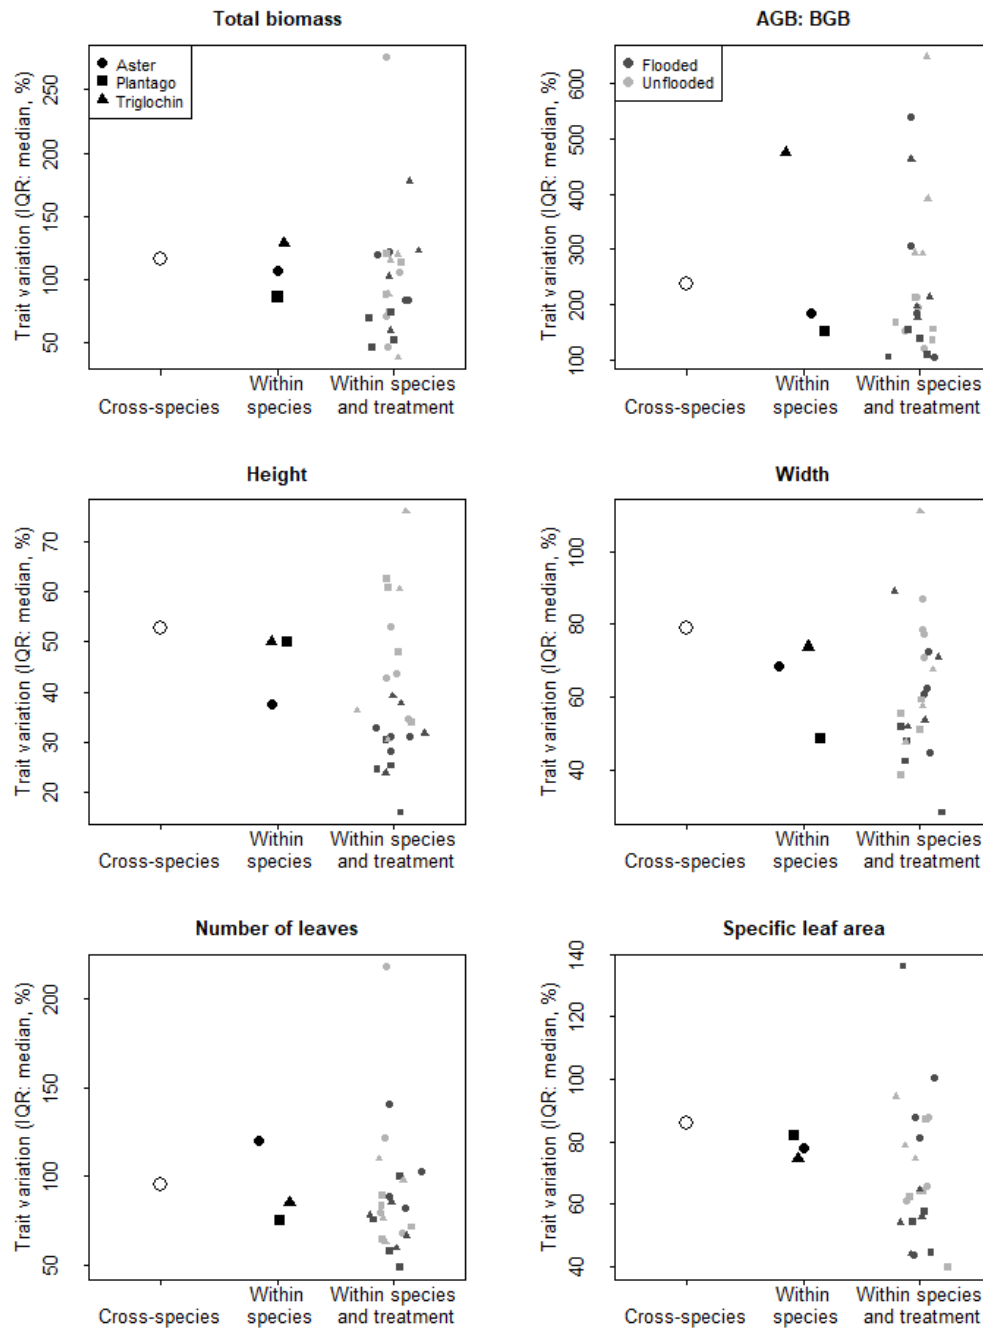 Total biomass
Trait variation (IQR: median, %)
250
200
150
100
50
Aster
Plantago
Triglochin
Cross-species
Within
species
Within species
and treatment
AGB: BGB
Trait variation (IQR: median, %)
600
500
400
300
200
100
Flooded
Unflooded
Cross-species
Within
species
Within species
and treatment
Height
Trait variation (IQR: median, %)
70
60
50
40
30
20
Cross-species
Within
species
Within species
and treatment
Width
Trait variation (IQR: median, %)
100
80
60
40
Cross-species
Within
species
Within species
and treatment
Number of leaves
Trait variation (IQR: median, %)
200
150
100
50
Cross-species
Within
species
Within species
and treatment
Specific leaf area
Trait variation (IQR: median, %)
140
120
100
80
60
40
Cross-species
Within
species
Within species
and treatment